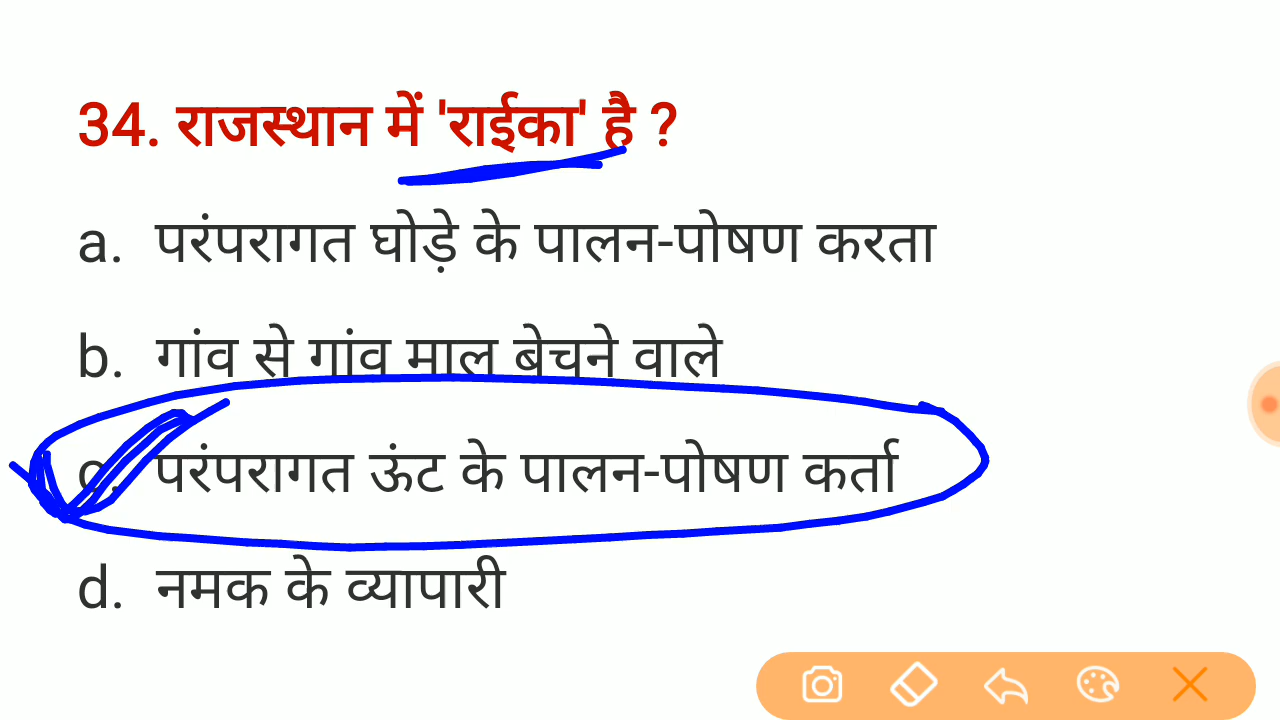 34. राजस्थान में 'राईका' है ?
a. परंपरागत घोड़े के पालन-पोषण करता
b. गांव से गांव माल बेचने वाले
c. परंपरागत ऊंट के पालन-पोषण कर्ता
d. नमक के व्यापारी